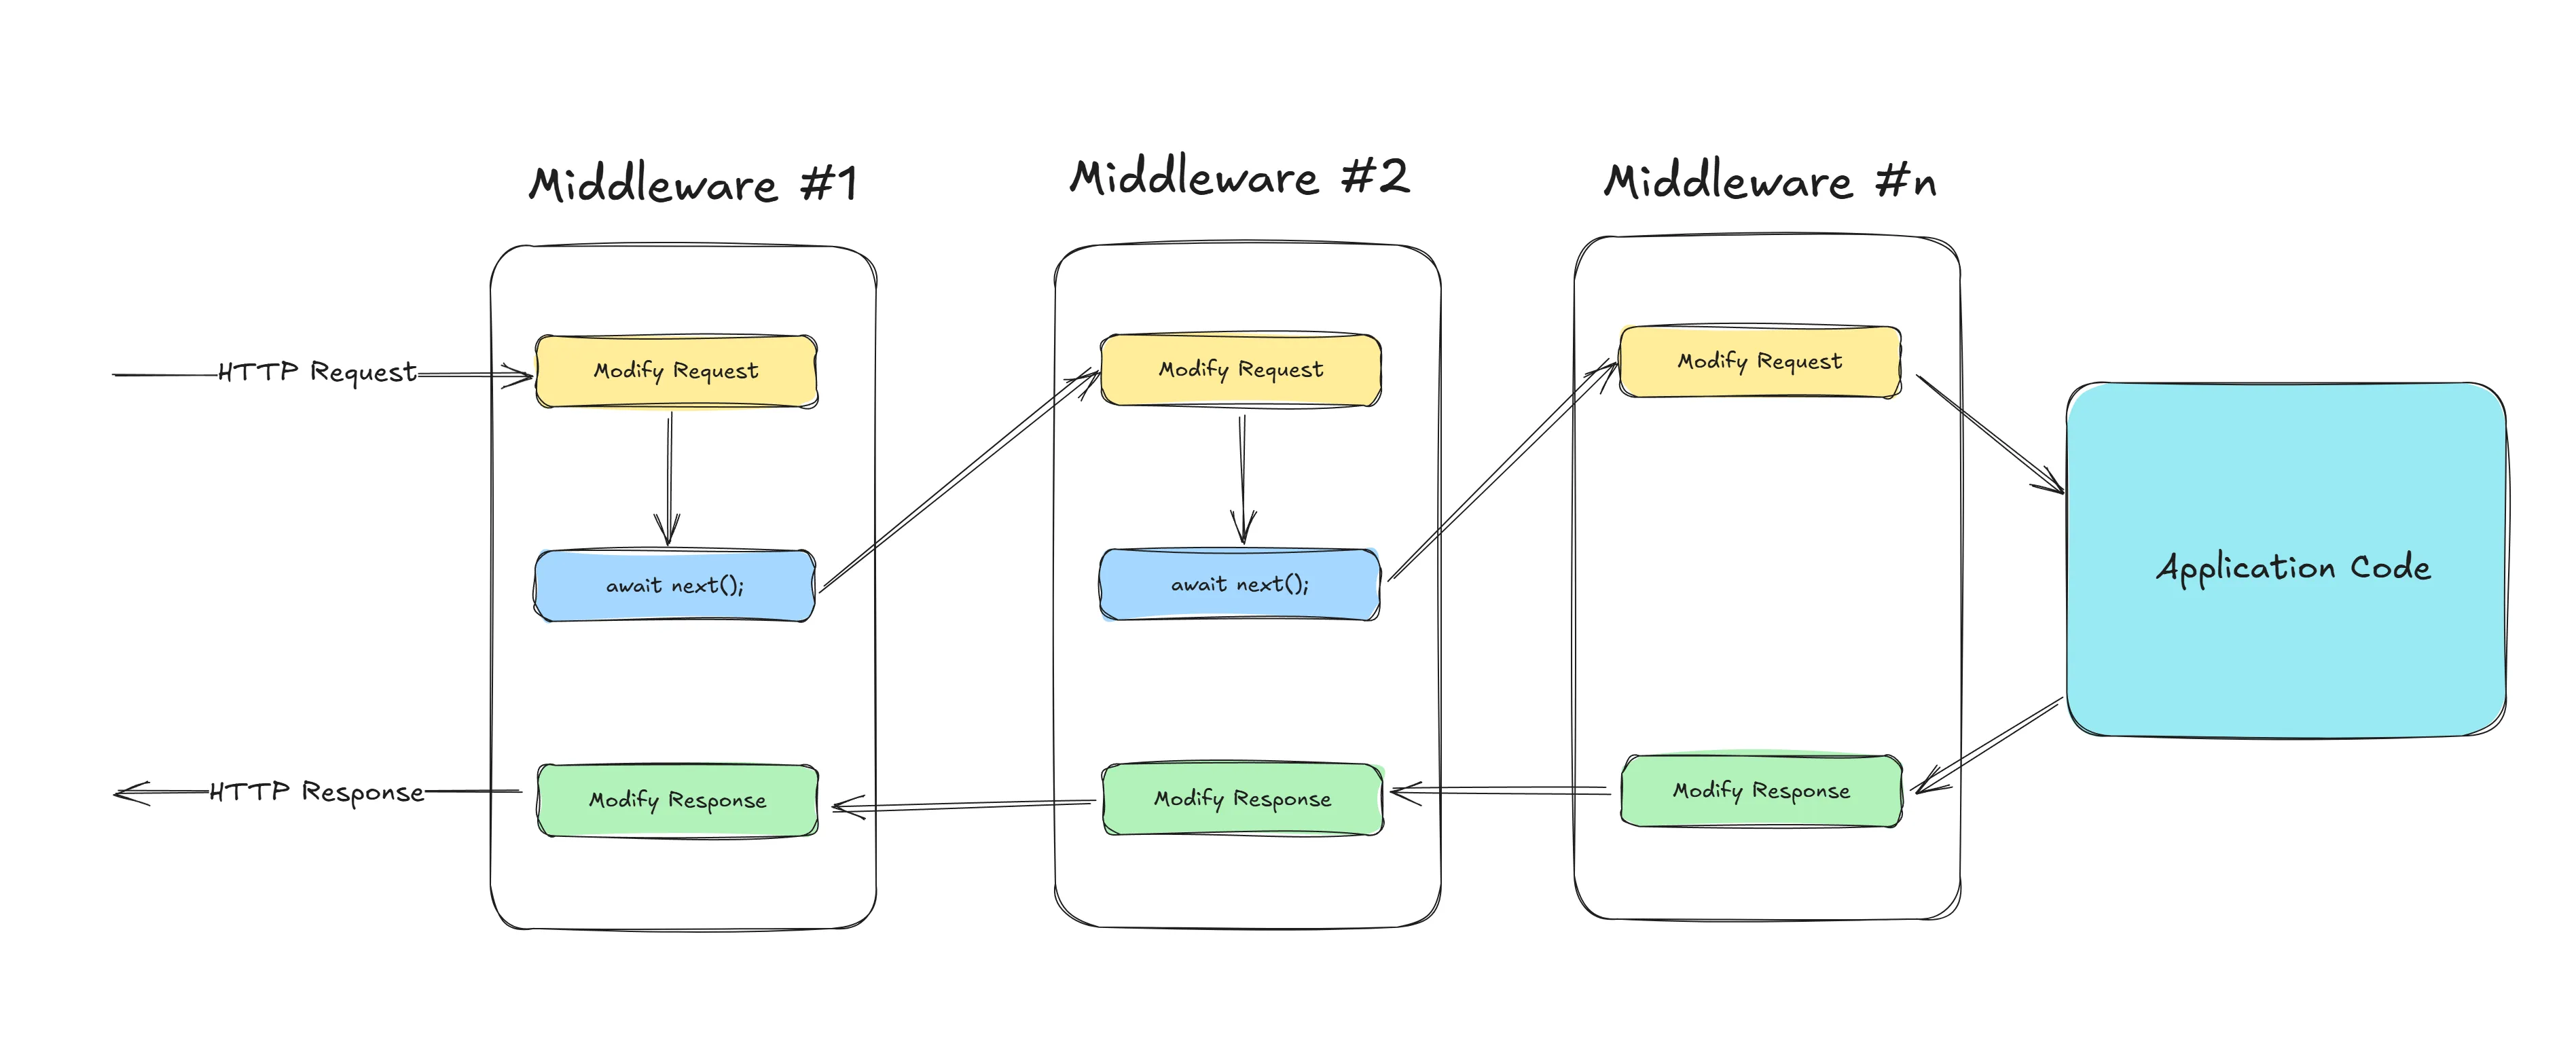 Middleware #1
Middleware #2
Middleware #n
HTTP Request
Modify Request
Modify Request
Modify Request
await next();
await next();
Application Code
HTTP Response
Modify Response
Modify Response
Modify Response